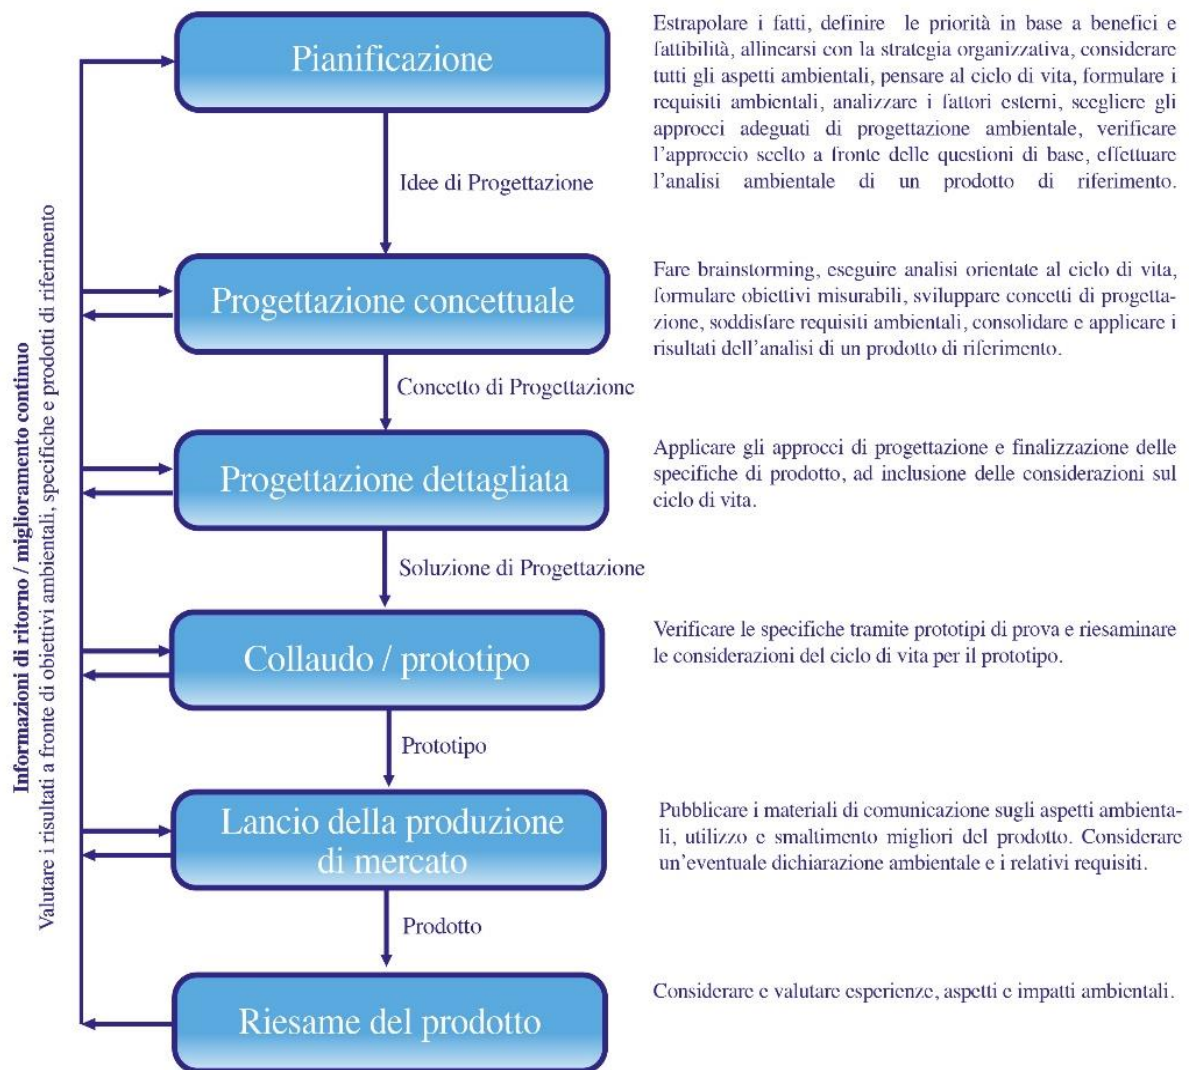 Pianificazione
Estrapolare i fatti, definire le priorità in base a benefici e
fattibilità, allinearsi con la strategia organizzativa, considerare
tutti gli aspetti ambientali, pensare al ciclo di vita, formulare i
requisiti ambientali, analizzare i fattori esterni, scegliere gli
approcci adeguati di progettazione ambientale, verificare
l'approccio scelto a fronte delle questioni di base, effettuare
l'analisi ambientale di un prodotto di riferimento.
Idee di Progettazione
Progettazione concettuale
Fare brainstorming, eseguire analisi orientate al ciclo di vita,
formulare obiettivi misurabili, sviluppare concetti di progetta-
zione, soddisfare requisiti ambientali, consolidare e applicare i
risultati dell'analisi di un prodotto di riferimento.
Concetto di Progettazione
Progettazione dettagliata
Applicare gli approcci di progettazione e finalizzazione delle
specifiche di prodotto, ad inclusione delle considerazioni sul
ciclo di vita.
Soluzione di Progettazione
Collaudo / prototipo
Verificare le specifiche tramite prototipi di prova e riesaminare
le considerazioni del ciclo di vita per il prototipo.
Prototipo
Lancio della produzione
di mercato
Pubblicare i materiali di comunicazione sugli aspetti ambienta-
li, utilizzo e smaltimento migliori del prodotto. Considerare
un'eventuale dichiarazione ambientale e i relativi requisiti.
Prodotto
Riesame del prodotto
Considerare e valutare esperienze, aspetti e impatti ambientali.
Informazioni di ritorno / miglioramento continuo
Valutare i risultati a fronte di obiettivi ambientali, specifiche e prodotti di riferimento